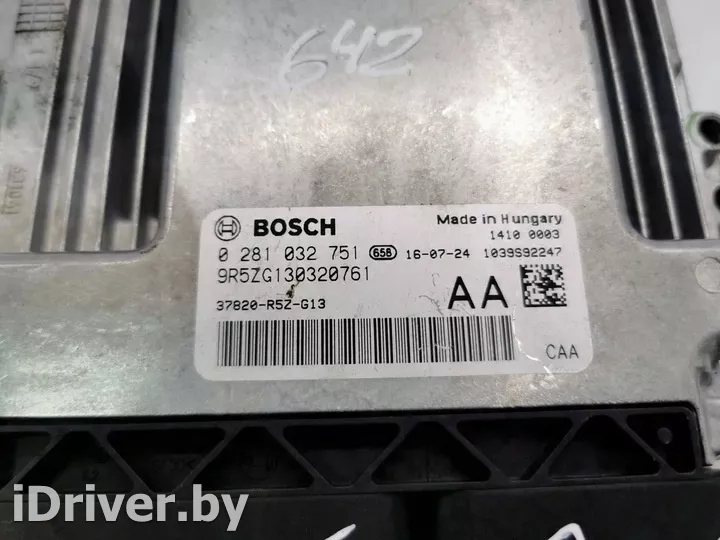 642
BOSCH
Made in Hungary
1410 0003
0 281 032 751 658 16-07-24 1039S92247
9R5ZG130320761
AA
37820-R5Z-G13
CAA
iDriver.by